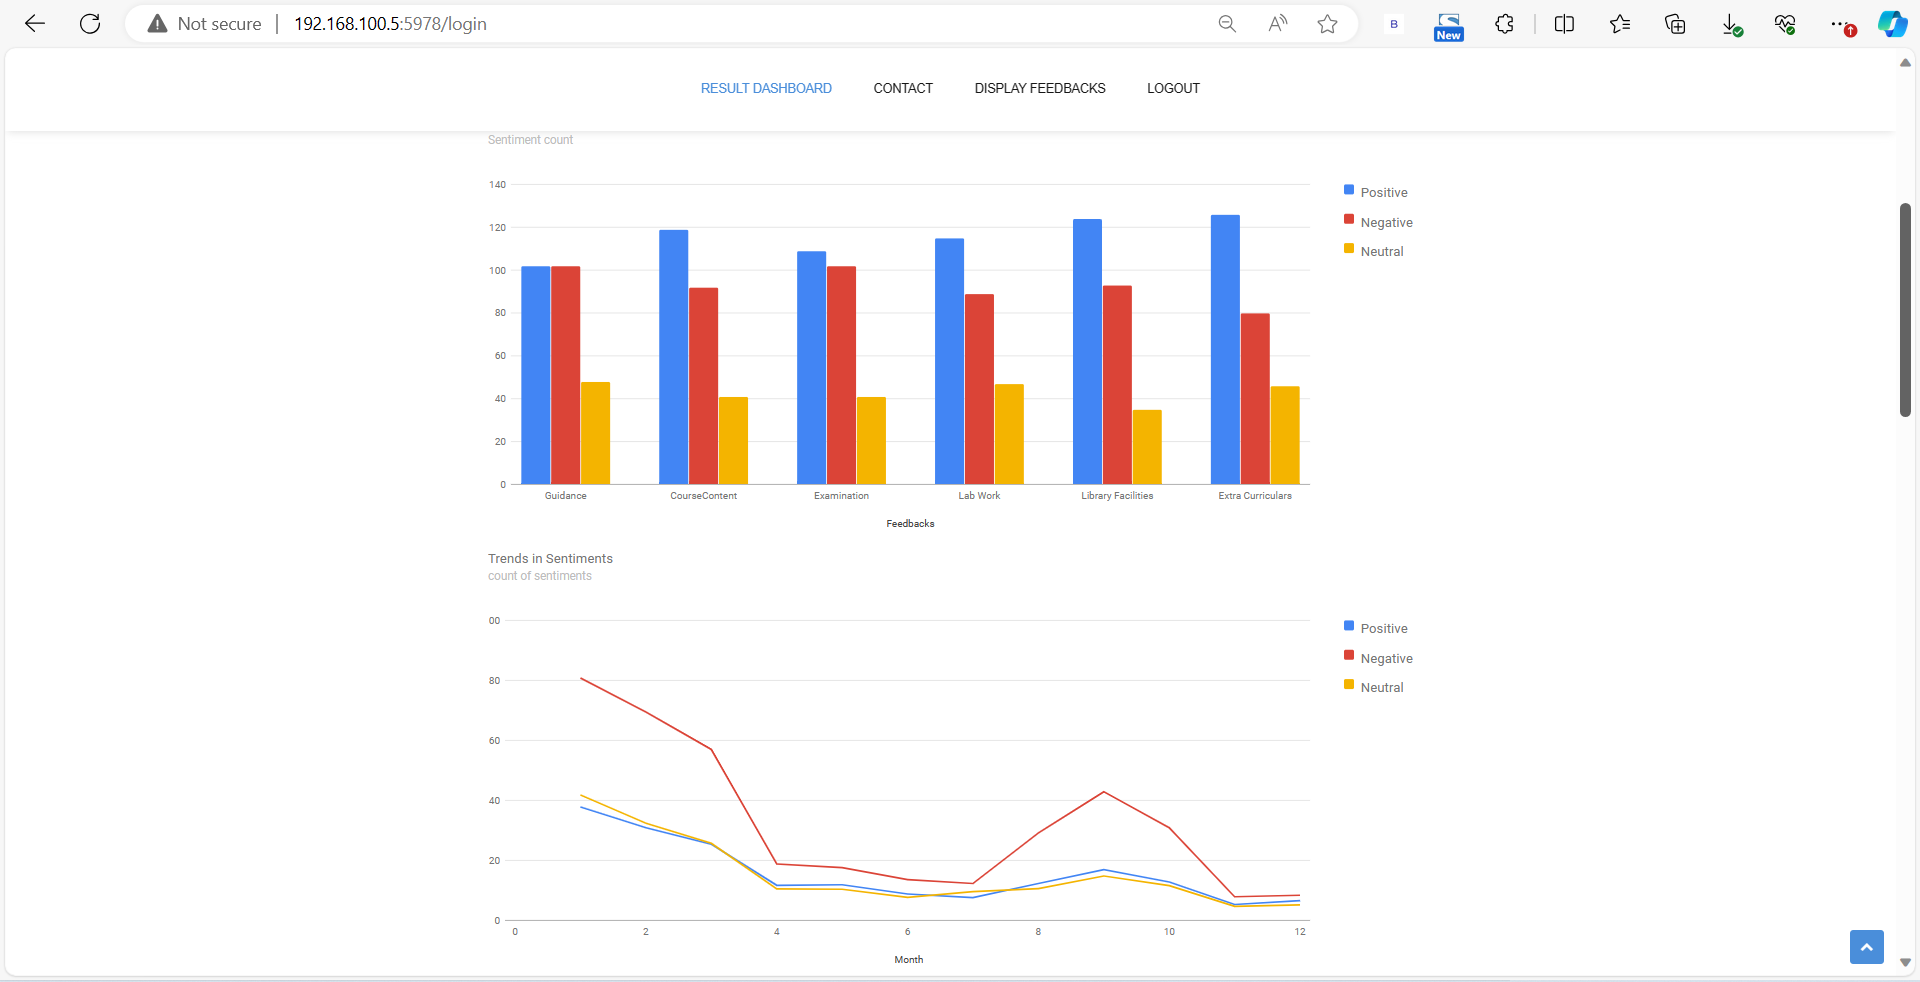 Not secure | 192.168.100.5:5978/login
B
New
RESULT DASHBOARD CONTACT DISPLAY FEEDBACKS LOGOUT
Sentiment count
140
120
100
80
60
40
20
0
Guidance CourseContent Examination Lab Work Library Facilities Extra Curriculars
Feedbacks
Positive
Negative
Neutral
Trends in Sentiments
count of sentiments
00
80
60
40
20
0
0 2 4 6 8 10 12
Month
Positive
Negative
Neutral